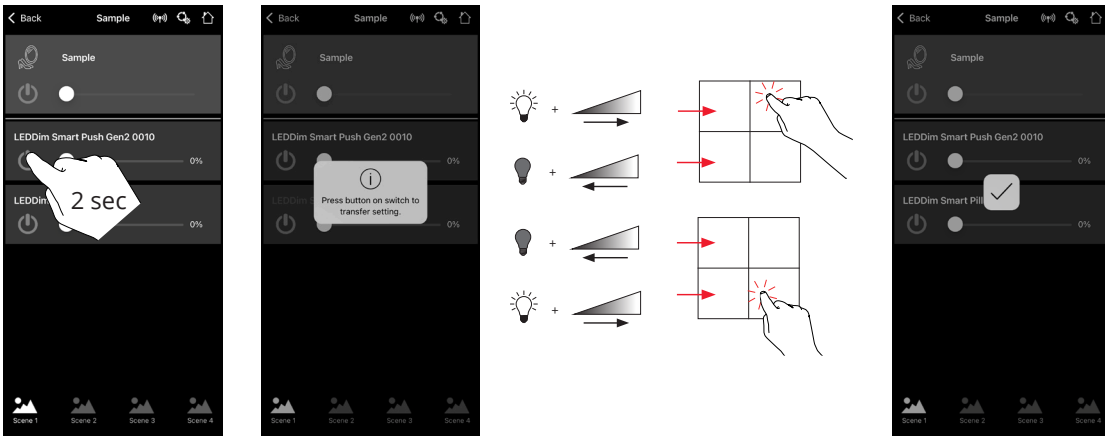 Back Sample
Sample
LEDDim Smart Push Gen2 0010
0%
2 sec
LEDDim
0%
Scene 1 Scene 2 Scene 3 Scene 4
Back Sample
Sample
LEDDim Smart Push Gen2 0010
0%
Press button on switch to
transfer setting.
0%
Scene 1 Scene 2 Scene 3 Scene 4
+
+
+
+
Back Sample
Sample
LEDDim Smart Push Gen2 0010
0%
LEDDim Smart Pill
0%
Scene 1 Scene 2 Scene 3 Scene 4